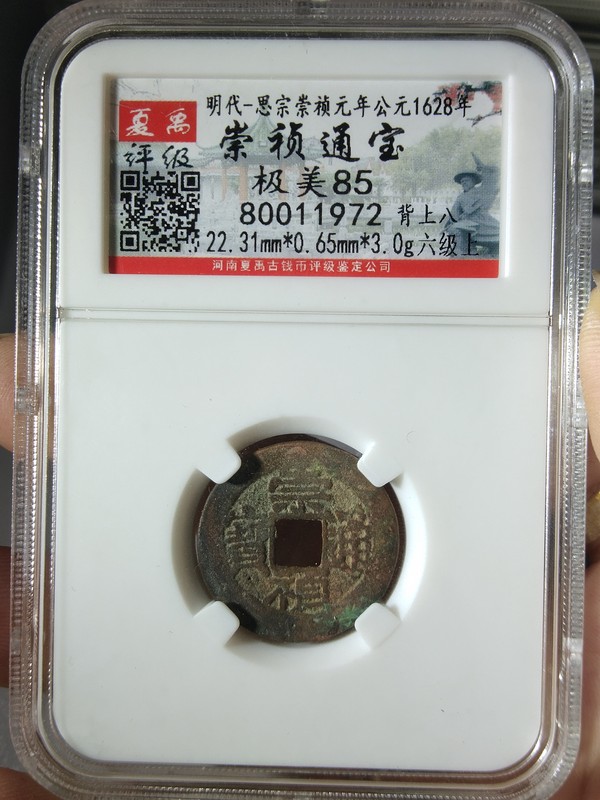 明代-思宗崇祯元年公元1628年
夏禹
评级
崇祯通宝
极美85
80011972 背上八
22.31mm*0.65mm*3.0g六级上
河南夏禹古钱币评级鉴定公司
崇禎通寶